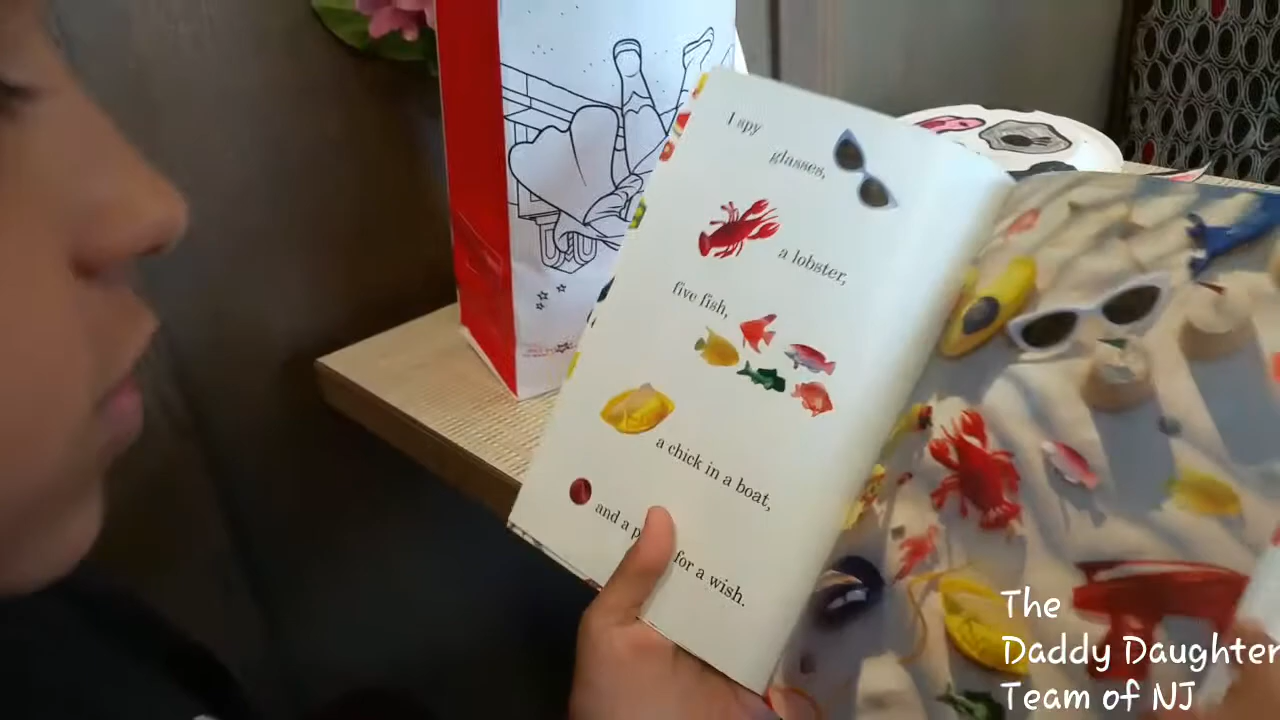 I spy
glasses,
a lobster,
five fish,
a chick in a boat,
and a p for a wish.
The
Daddy Daughter
Team of NJ